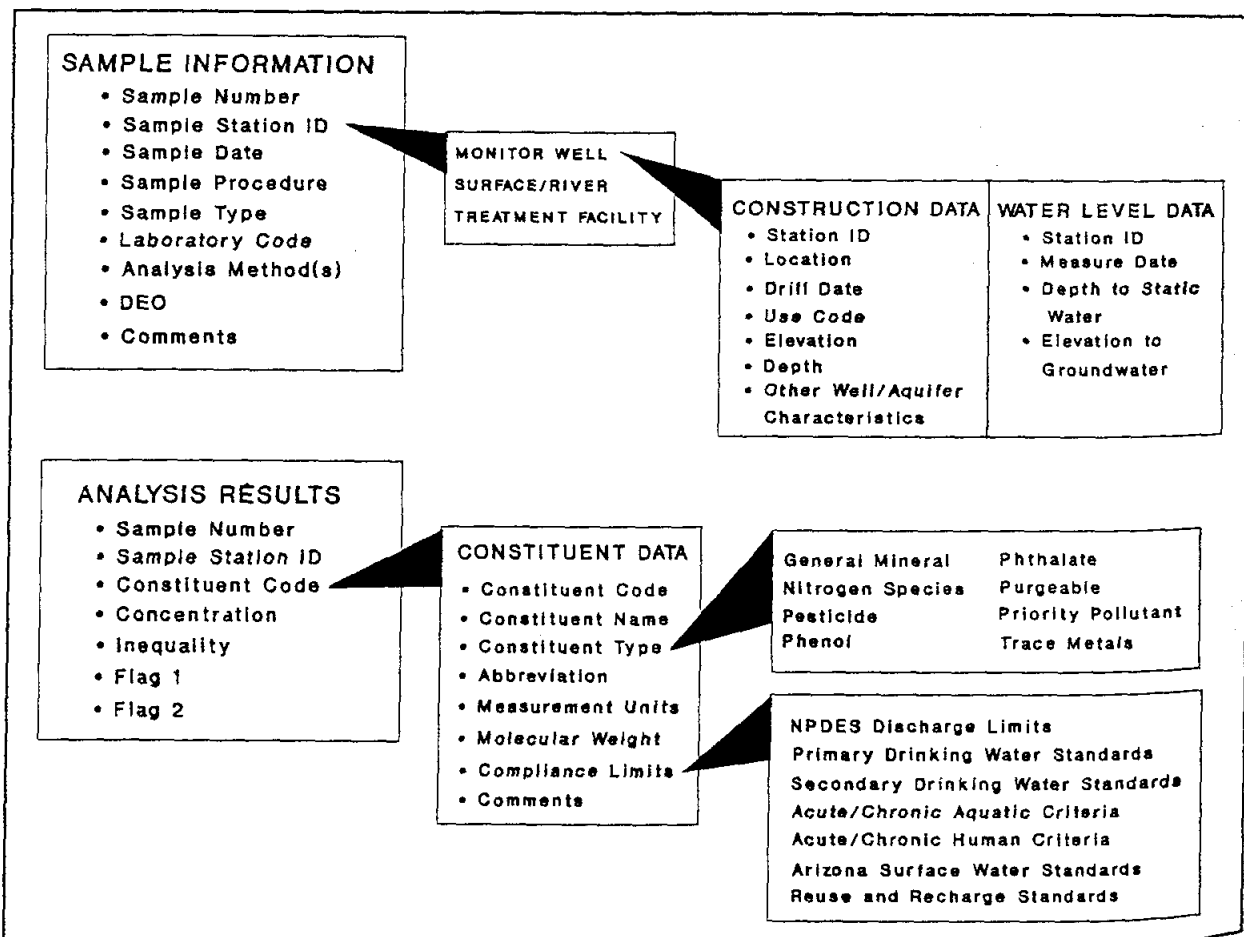 SAMPLE INFORMATION
• Sample Number
• Sample Station ID
• Sample Date
• Sample Procedure
• Sample Type
• Laboratory Code
• Analysis Method(s)
• DEO
• Comments
MONITOR WELL
SURFACE/RIVER
TREATMENT FACILITY
CONSTRUCTION DATA
• Station ID
• Location
• Drill Date
• Use Code
• Elevation
• Depth
• Other Well/Aquifer
Characteristics
WATER LEVEL DATA
• Station ID
• Measure Date
• Depth to Static
Water
• Elevation to
Groundwater
ANALYSIS RESULTS
• Sample Number
• Sample Station ID
• Constituent Code
• Concentration
• Inequality
• Flag 1
• Flag 2
CONSTITUENT DATA
• Constituent Code
• Constituent Name
• Constituent Type
• Abbreviation
• Measurement Units
• Molecular Weight
• Compliance Limits
• Comments
General Mineral
Nitrogen Species
Pesticide
Phenol
Phthalate
Purgeable
Priority Pollutant
Trace Metals
NPDES Discharge Limits
Primary Drinking Water Standards
Secondary Drinking Water Standards
Acute/Chronic Aquatic Criteria
Acute/Chronic Human Criteria
Arizona Surface Water Standards
Reuse and Recharge Standards